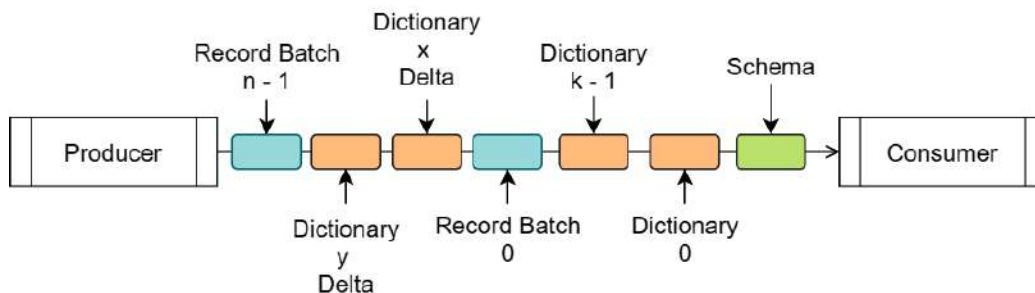 Dictionary
x
Delta
Record Batch
n - 1
Dictionary
k - 1
Schema
Producer
Consumer
Dictionary
y
Delta
Record Batch
0
Dictionary
0